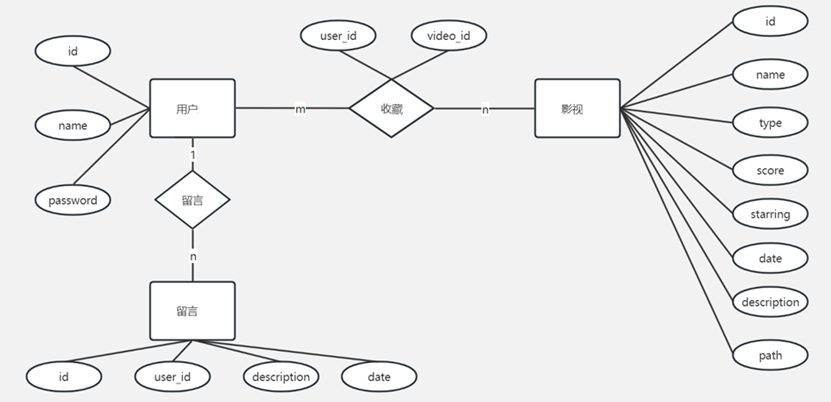 user_id
video_id
id
id
name
用户
m
收藏
n
影视
name
type
password
1
score
留言
starring
n
date
留言
description
path
id
user_id
description
date